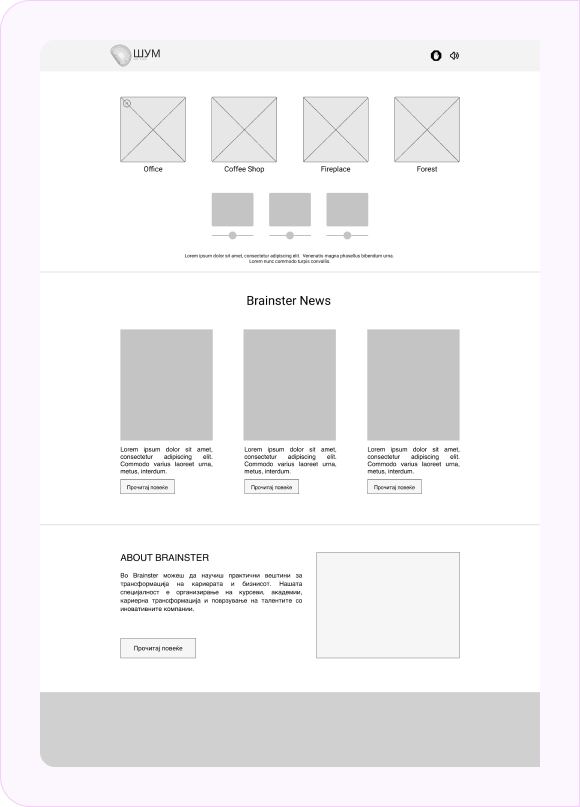 ШУМ
Office
Coffee Shop
Fireplace
Forest
Lorem ipsum dolor sit amet, consectetur adipiscing elit. Venenatis magna phasellus bibendum urna.
Lorem nunc commodo turpis convallis.
Brainster News
Lorem ipsum dolor sit amet,
consectetur adipiscing elit.
Commodo varius laoreet urna,
metus, interdum.
Прочитај повеќе
Lorem ipsum dolor sit amet,
consectetur adipiscing elit.
Commodo varius laoreet urna,
metus, interdum.
Прочитај повеќе
Lorem ipsum dolor sit amet,
consectetur adipiscing elit.
Commodo varius laoreet urna,
metus, interdum.
Прочитај повеќе
ABOUT BRAINSTER
Во Brainster можеш да научиш практични вештини за
трансформација на кариерата и бизнисот. Нашата
специјалност е организирање на курсеви, академии,
кариерна трансформација и поврзување на талентите со
иновативните компании.
Прочитај повеќе